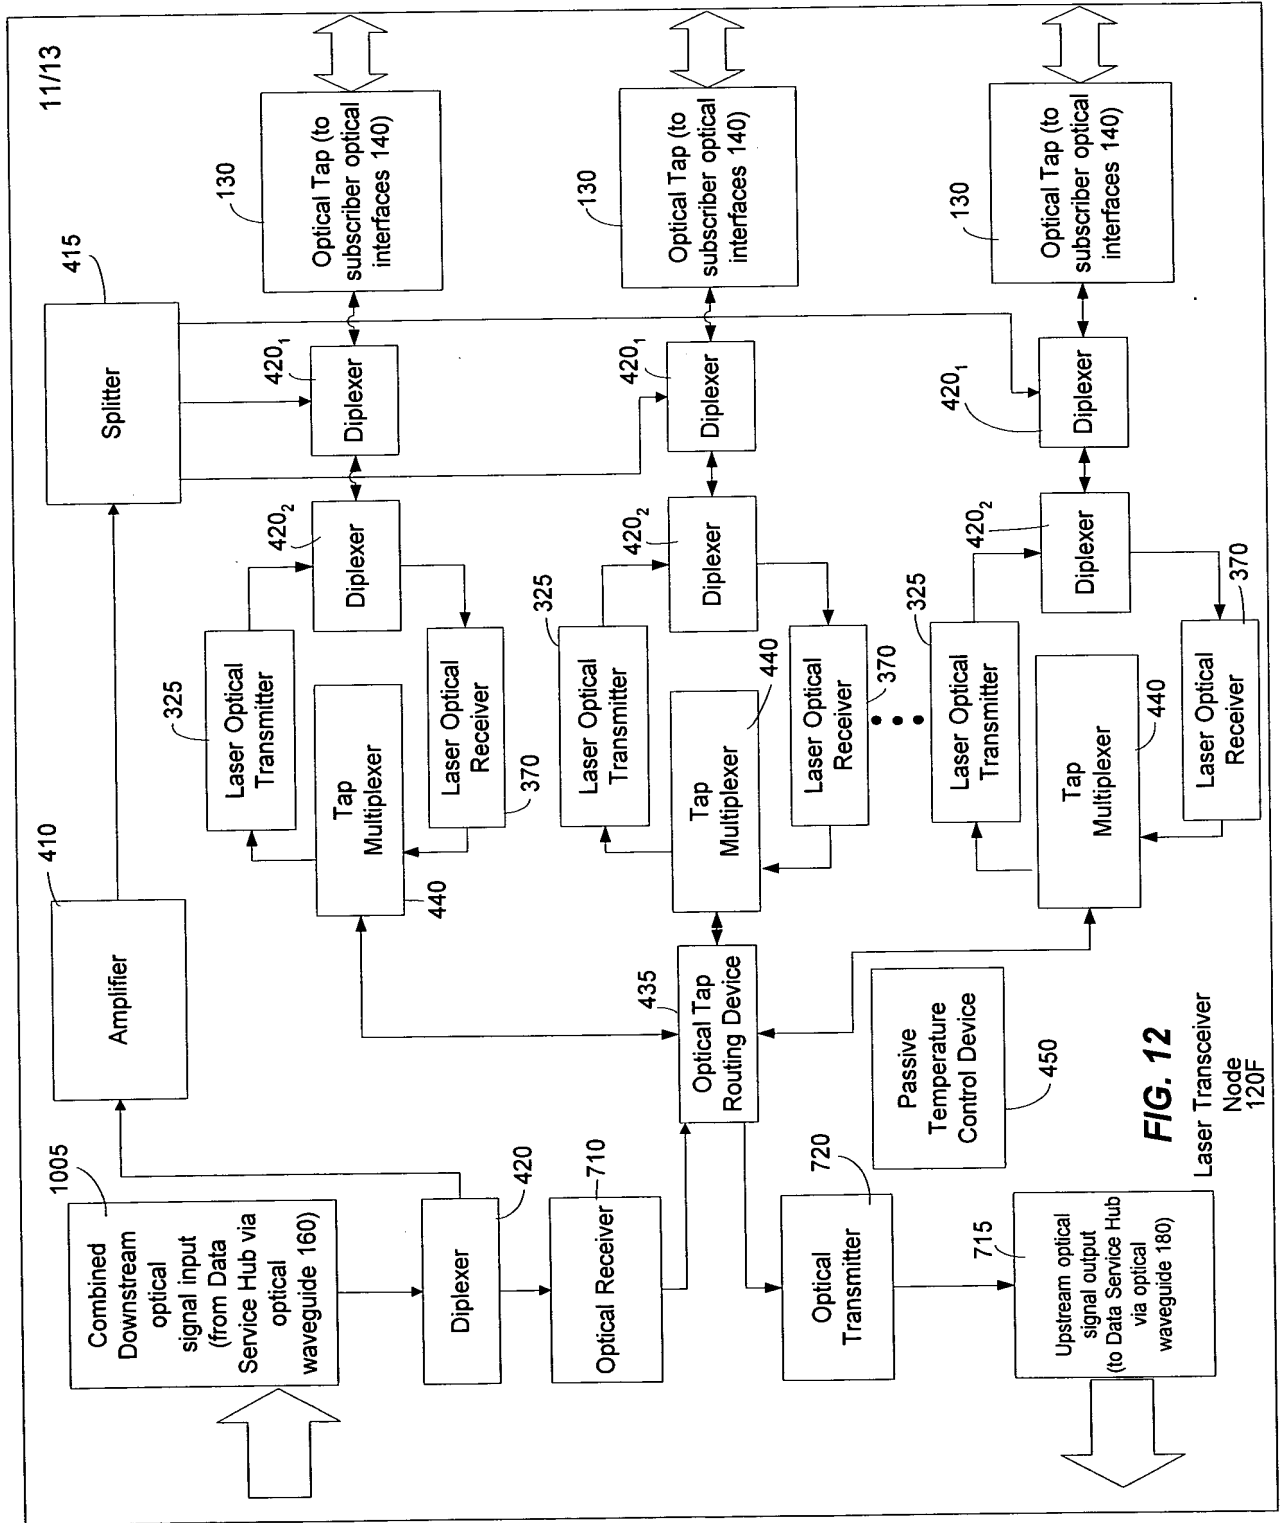 11/13
1005
Combined
Downstream
optical
signal input
(from Data
Service Hub via
optical
waveguide 160)
410
Amplifier
415
Splitter
420
Diplexer
710
Optical Receiver
720
Optical
Transmitter
715
Upstream optical
signal output
(to Data Service Hub
via optical
waveguide 180)
435
Optical Tap
Routing Device
Passive
Temperature
Control Device
450
325
Laser Optical
Transmitter
Tap
Multiplexer
440
Laser Optical
Receiver
370
420₂
Diplexer
420₁
Diplexer
130
Optical Tap (to
subscriber optical
interfaces 140)
325
Laser Optical
Transmitter
Tap
Multiplexer
440
Laser Optical
Receiver
370
420₂
Diplexer
420₁
Diplexer
130
Optical Tap (to
subscriber optical
interfaces 140)
325
Laser Optical
Transmitter
Tap
Multiplexer
440
Laser Optical
Receiver
370
420₂
Diplexer
420₁
Diplexer
130
Optical Tap (to
subscriber optical
interfaces 140)
FIG. 12
Laser Transceiver
Node
120F